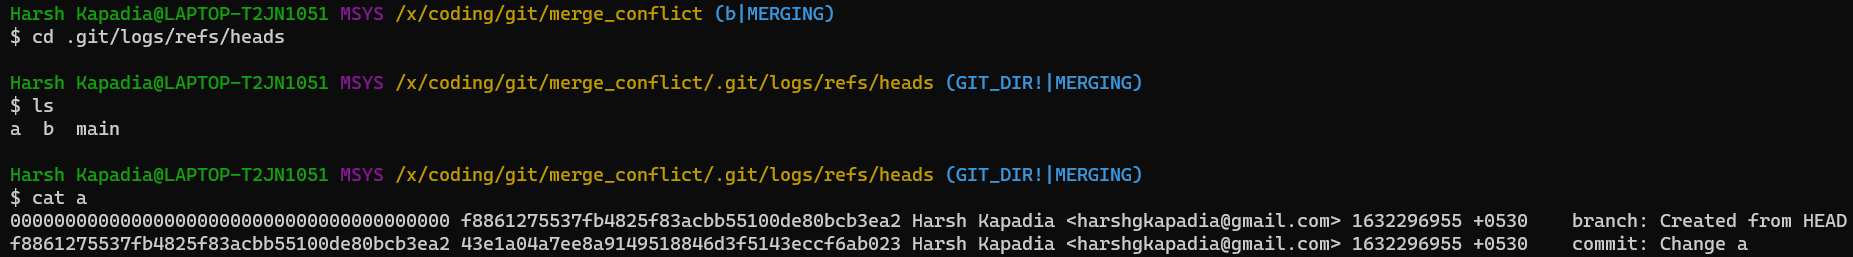 Harsh Kapadia@LAPTOP-T2JN1051 MSYS /x/coding/git/merge_conflict (b|MERGING)
$ cd .git/logs/refs/heads
Harsh Kapadia@LAPTOP-T2JN1051 MSYS /x/coding/git/merge_conflict/.git/logs/refs/heads (GIT_DIR!|MERGING)
$ ls
a  b  main
Harsh Kapadia@LAPTOP-T2JN1051 MSYS /x/coding/git/merge_conflict/.git/logs/refs/heads (GIT_DIR!|MERGING)
$ cat a
0000000000000000000000000000000000000000 f8861275537fb4825f83acbb55100de80bcb3ea2 Harsh Kapadia <harshgkapadia@gmail.com> 1632296955 +0530    branch: Created from HEAD
f8861275537fb4825f83acbb55100de80bcb3ea2 43e1a04a7ee8a9149518846d3f5143eccf6ab023 Harsh Kapadia <harshgkapadia@gmail.com> 1632296955 +0530    commit: Change a